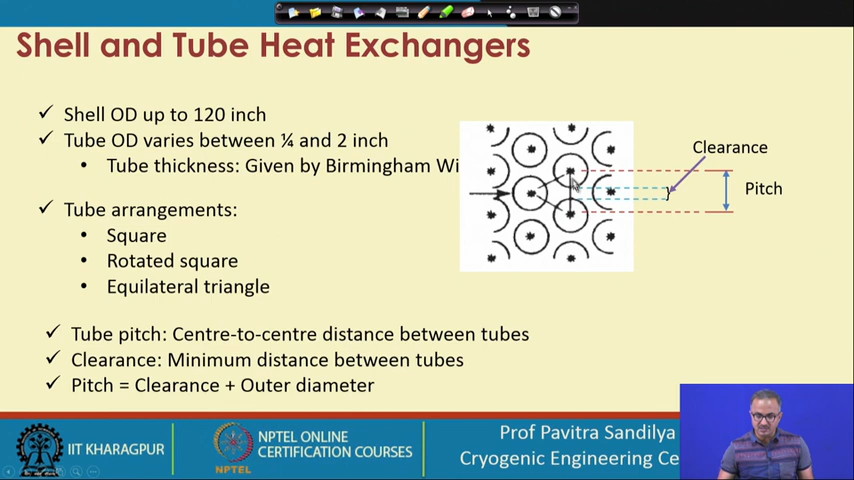 Shell and Tube Heat Exchangers
✓ Shell OD up to 120 inch
✓ Tube OD varies between ¼ and 2 inch
• Tube thickness: Given by Birmingham Wi
✓ Tube arrangements:
• Square
• Rotated square
• Equilateral triangle
Clearance
Pitch
✓ Tube pitch: Centre-to-centre distance between tubes
✓ Clearance: Minimum distance between tubes
✓ Pitch = Clearance + Outer diameter
IIT KHARAGPUR
NPTEL
NPTEL ONLINE
CERTIFICATION COURSES
Prof Pavitra Sandilya
Cryogenic Engineering Ce